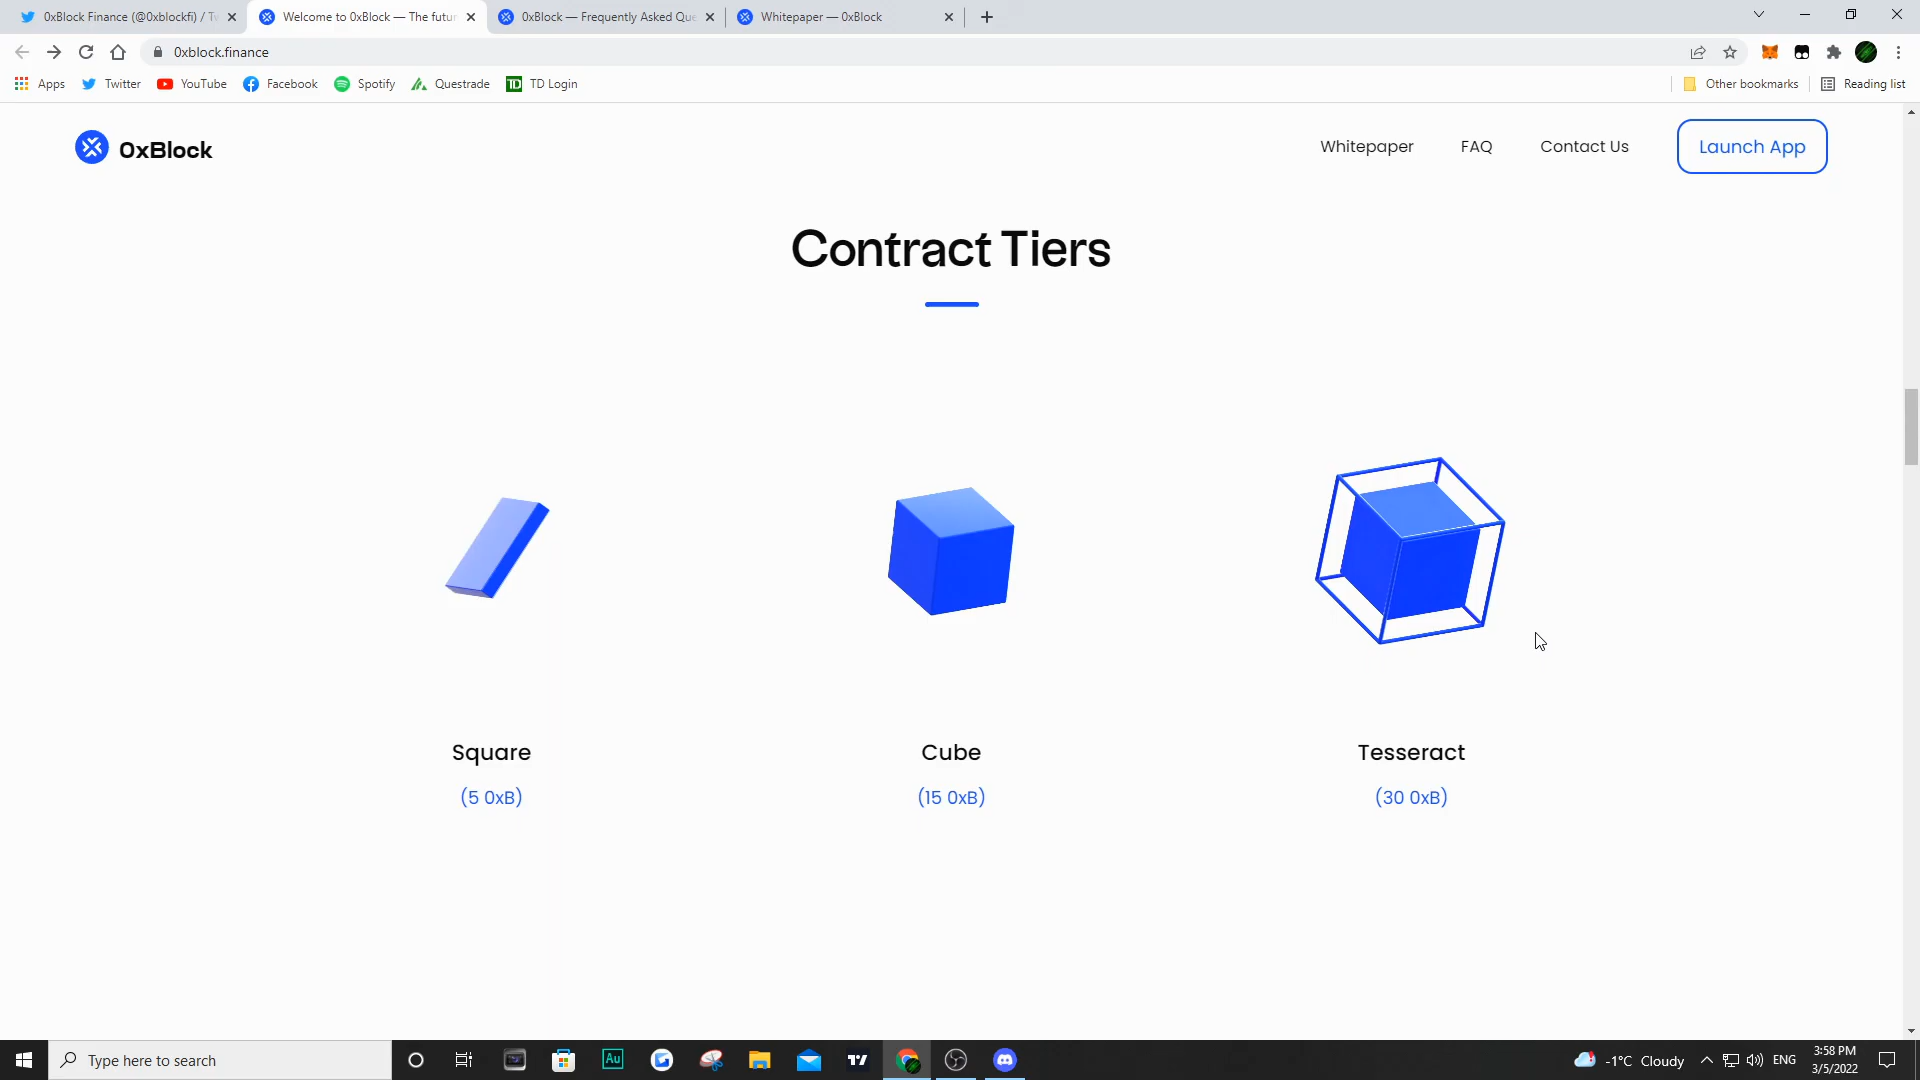 0xBlock Finance (@0xblockfi) / Tw
Welcome to 0xBlock — The futur
0xBlock — Frequently Asked Que
Whitepaper — 0xBlock
0xblock.finance
Apps
Twitter
YouTube
Facebook
Spotify
Questrade
TD Login
Other bookmarks
Reading list
0xBlock
Whitepaper
FAQ
Contact Us
Launch App
Contract Tiers
Square
Cube
Tesseract
(5 0xB)
(15 0xB)
(30 0xB)
Type here to search
Au
-1°C Cloudy
ENG
3:58 PM
3/5/2022